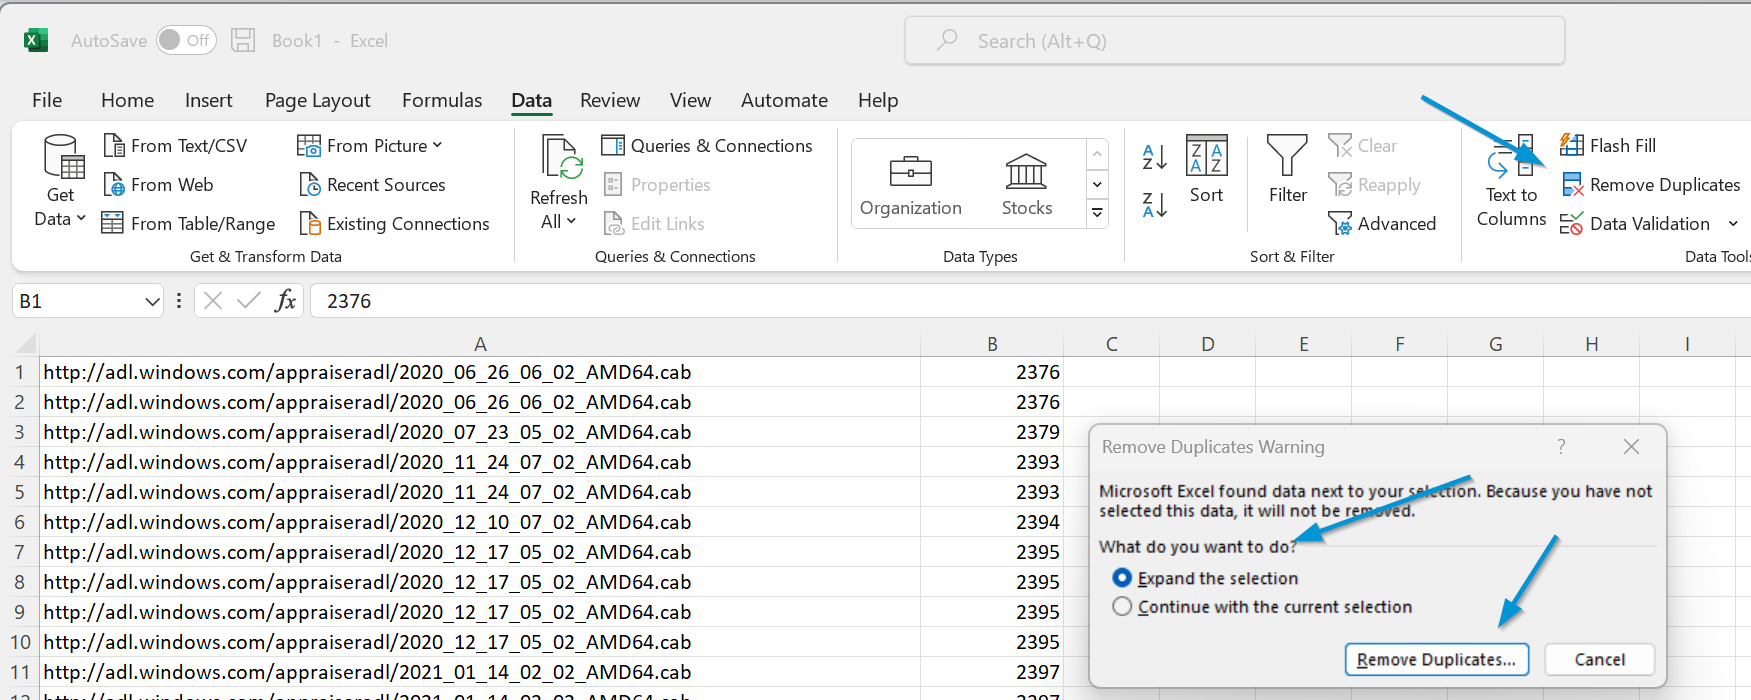 AutoSave Off Book1 - Excel Search (Alt+Q)
File Home Insert Page Layout Formulas Data Review View Automate Help
Get Data
From Text/CSV
From Web
From Table/Range
From Picture
Recent Sources
Existing Connections
Get & Transform Data
Refresh All
Queries & Connections
Properties
Edit Links
Queries & Connections
Organization
Stocks
Data Types
Sort
Filter
Clear
Reapply
Advanced
Sort & Filter
Text to
Columns
Flash Fill
Remove Duplicates
Data Validation
Data Tools
B1 fx 2376
A B C D E F G H I
1 http://adl.windows.com/appraiseradl/2020_06_26_06_02_AMD64.cab 2376
2 http://adl.windows.com/appraiseradl/2020_06_26_06_02_AMD64.cab 2376
3 http://adl.windows.com/appraiseradl/2020_07_23_05_02_AMD64.cab 2379
4 http://adl.windows.com/appraiseradl/2020_11_24_07_02_AMD64.cab 2393
5 http://adl.windows.com/appraiseradl/2020_11_24_07_02_AMD64.cab 2393
6 http://adl.windows.com/appraiseradl/2020_12_10_07_02_AMD64.cab 2394
7 http://adl.windows.com/appraiseradl/2020_12_17_05_02_AMD64.cab 2395
8 http://adl.windows.com/appraiseradl/2020_12_17_05_02_AMD64.cab 2395
9 http://adl.windows.com/appraiseradl/2020_12_17_05_02_AMD64.cab 2395
10 http://adl.windows.com/appraiseradl/2020_12_17_05_02_AMD64.cab 2395
11 http://adl.windows.com/appraiseradl/2021_01_14_02_02_AMD64.cab 2397
Remove Duplicates Warning ?
Microsoft Excel found data next to your selection. Because you have not
selected this data, it will not be removed.
What do you want to do?
Expand the selection
Continue with the current selection
Remove Duplicates... Cancel